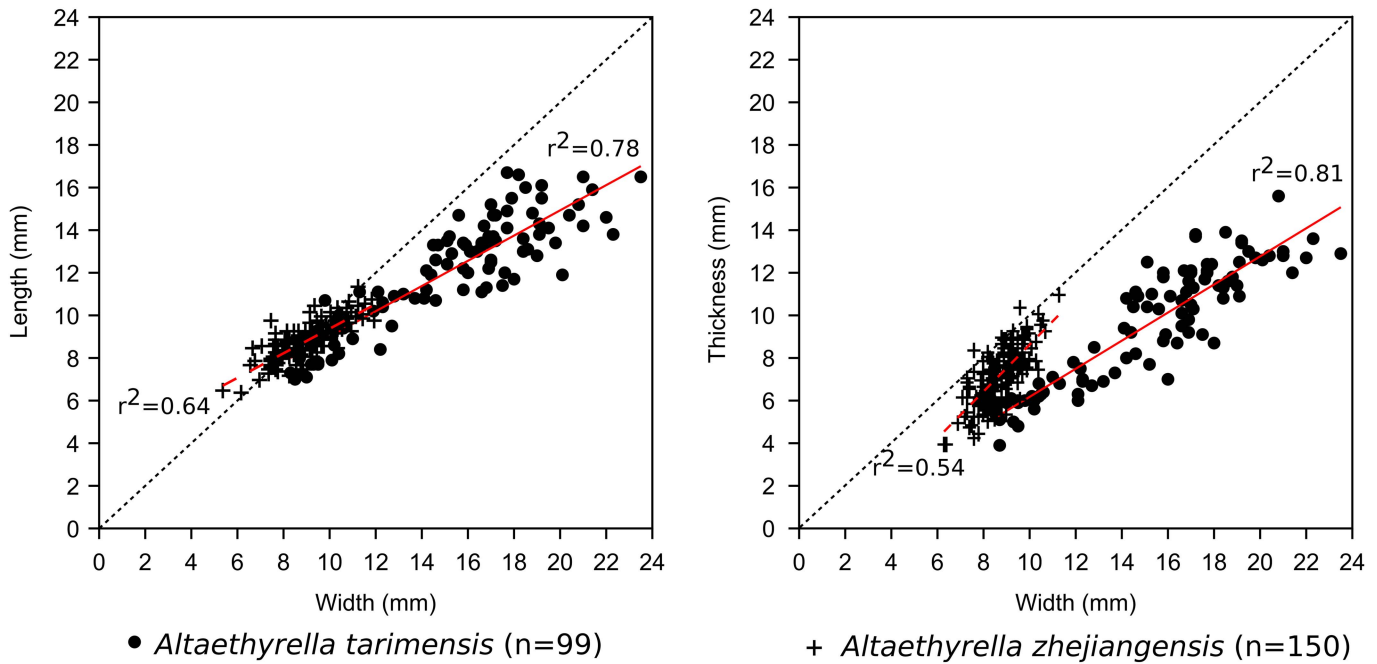 24
22
20
18
16
14
12
10
8
6
4
2
0
Length (mm)
r²=0.78
r²=0.64
0 2 4 6 8 10 12 14 16 18 20 22 24
Width (mm)
24
22
20
18
16
14
12
10
8
6
4
2
0
Thickness (mm)
r²=0.81
r²=0.54
0 2 4 6 8 10 12 14 16 18 20 22 24
Width (mm)
Altaethyrella tarimensis (n=99)
Altaethyrella zhejiangensis (n=150)